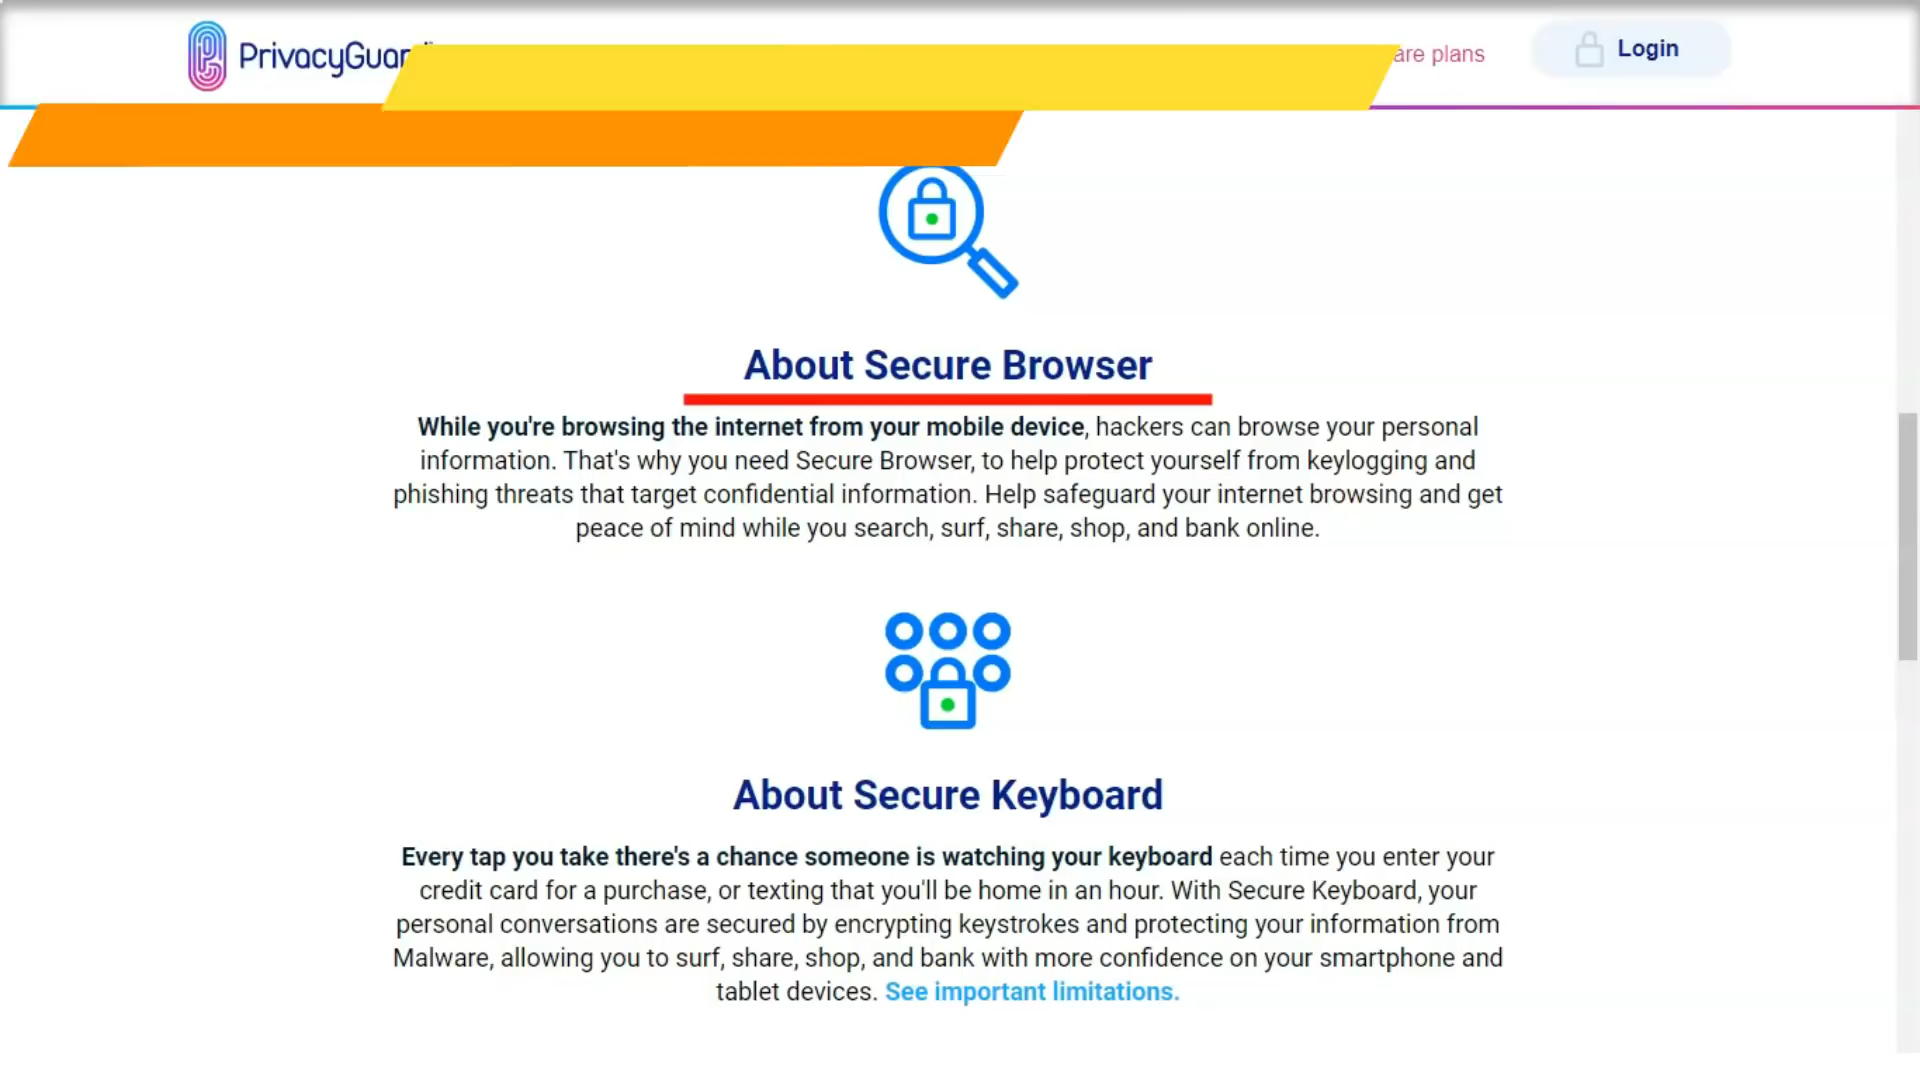 PrivacyGuar
are plans
Login
About Secure Browser
While you're browsing the internet from your mobile device, hackers can browse your personal
information. That's why you need Secure Browser, to help protect yourself from keylogging and
phishing threats that target confidential information. Help safeguard your internet browsing and get
peace of mind while you search, surf, share, shop, and bank online.
About Secure Keyboard
Every tap you take there's a chance someone is watching your keyboard each time you enter your
credit card for a purchase, or texting that you'll be home in an hour. With Secure Keyboard, your
personal conversations are secured by encrypting keystrokes and protecting your information from
Malware, allowing you to surf, share, shop, and bank with more confidence on your smartphone and
tablet devices. See important limitations.